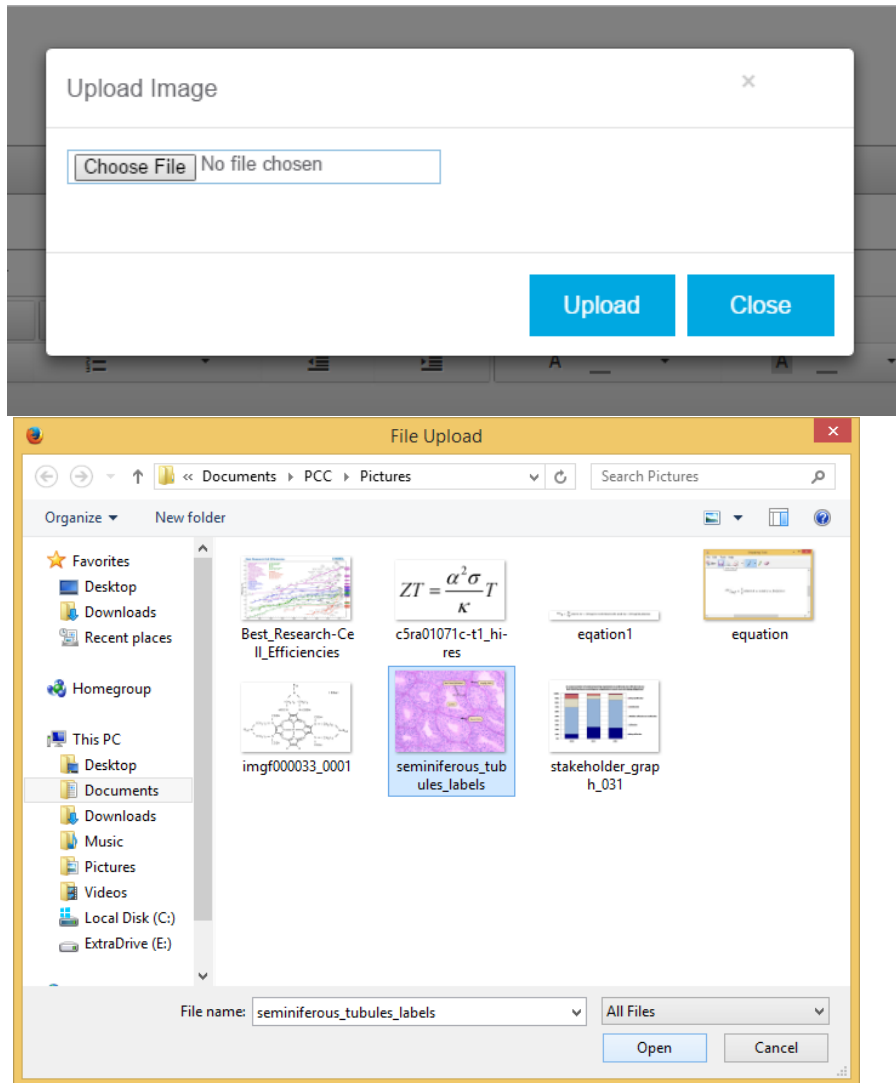 Upload Image ×
Choose File No file chosen
Upload Close
A A
File Upload
« Documents PCC Pictures Search Pictures
Organize New folder
Favorites
Desktop
Downloads
Recent places
Homegroup
This PC
Desktop
Documents
Downloads
Music
Pictures
Videos
Local Disk (C:)
ExtraDrive (E:)
ZT = α²σ/κ T
Best_Research-Ce
ll_Efficiencies
c5ra01071c-t1_hi-
res
eqation1
equation
imgf000033_0001
seminiferous_tub
ules_labels
stakeholder_grap
h_031
File name: seminiferous_tubules_labels All Files
Open Cancel